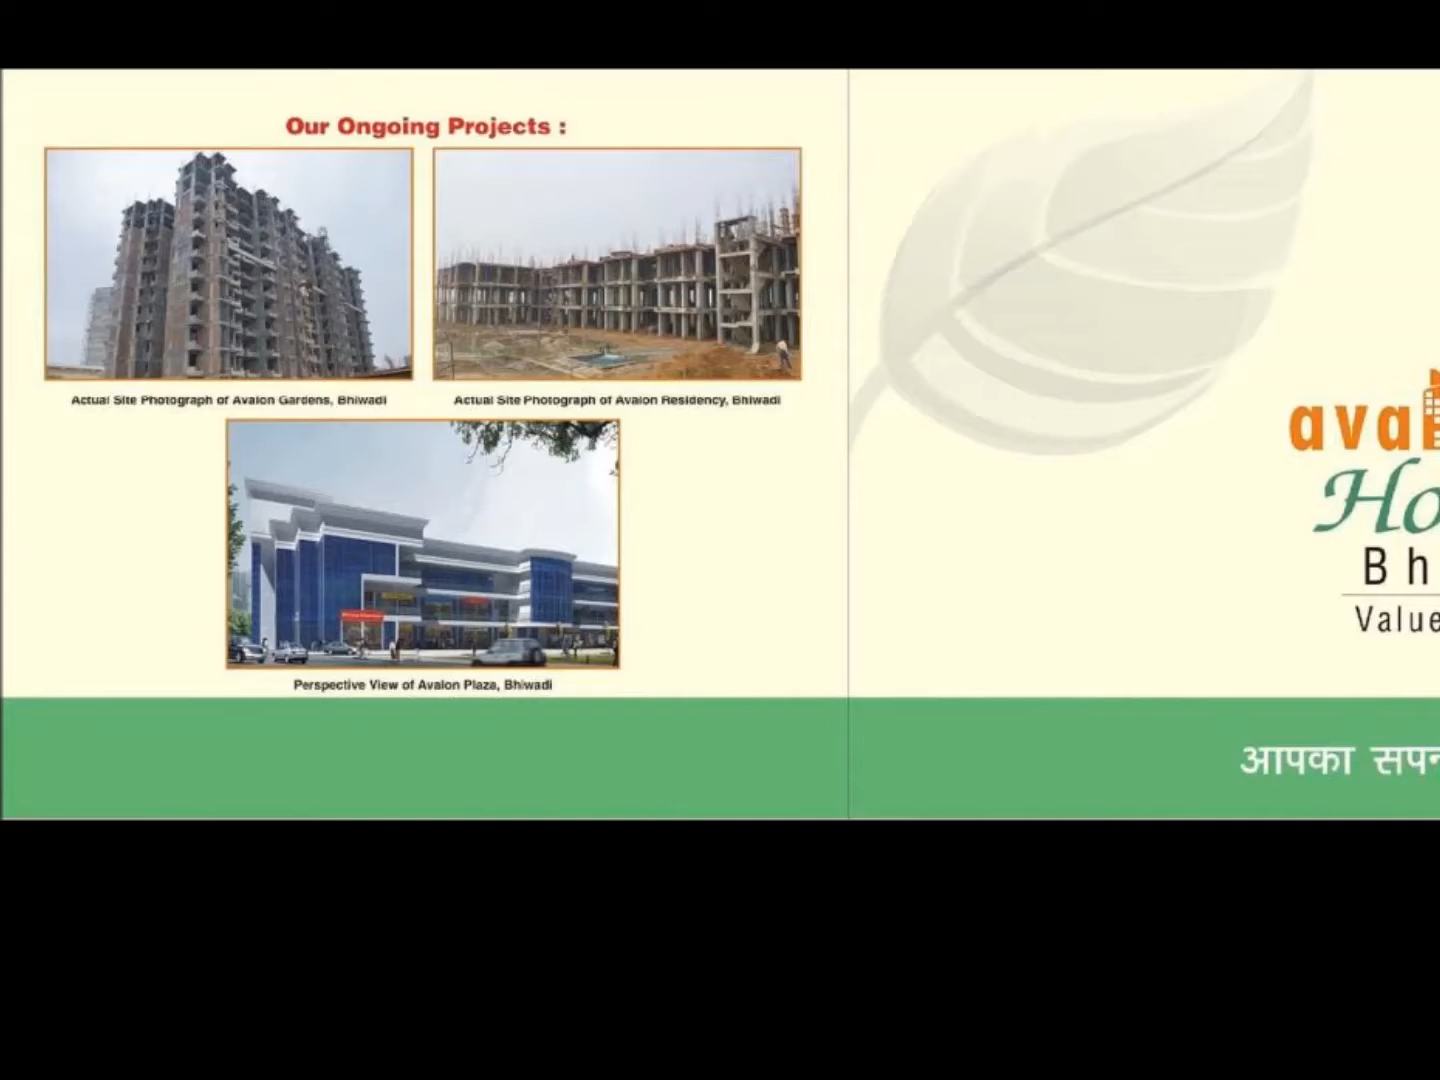 Our Ongoing Projects :
Actual Site Photograph of Avalon Gardens, Bhiwadi
Actual Site Photograph of Avalon Residency, Bhiwadi
Perspective View of Avalon Plaza, Bhiwadi
ava
Ho
Bh
Value
आपका सपन